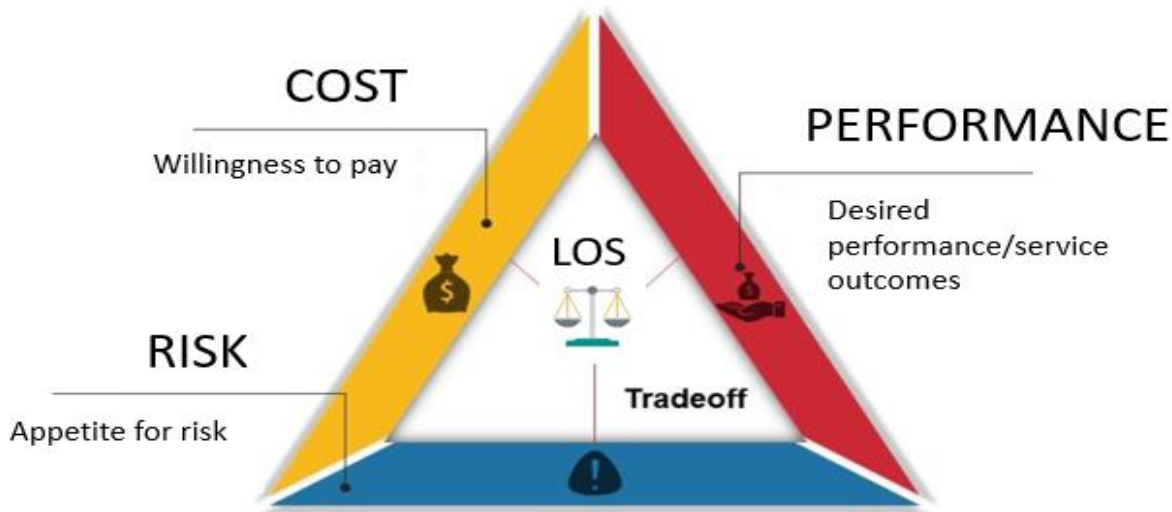 COST
Willingness to pay
PERFORMANCE
Desired
performance/service
outcomes
LOS
$
$
RISK
Appetite for risk
Tradeoff
!